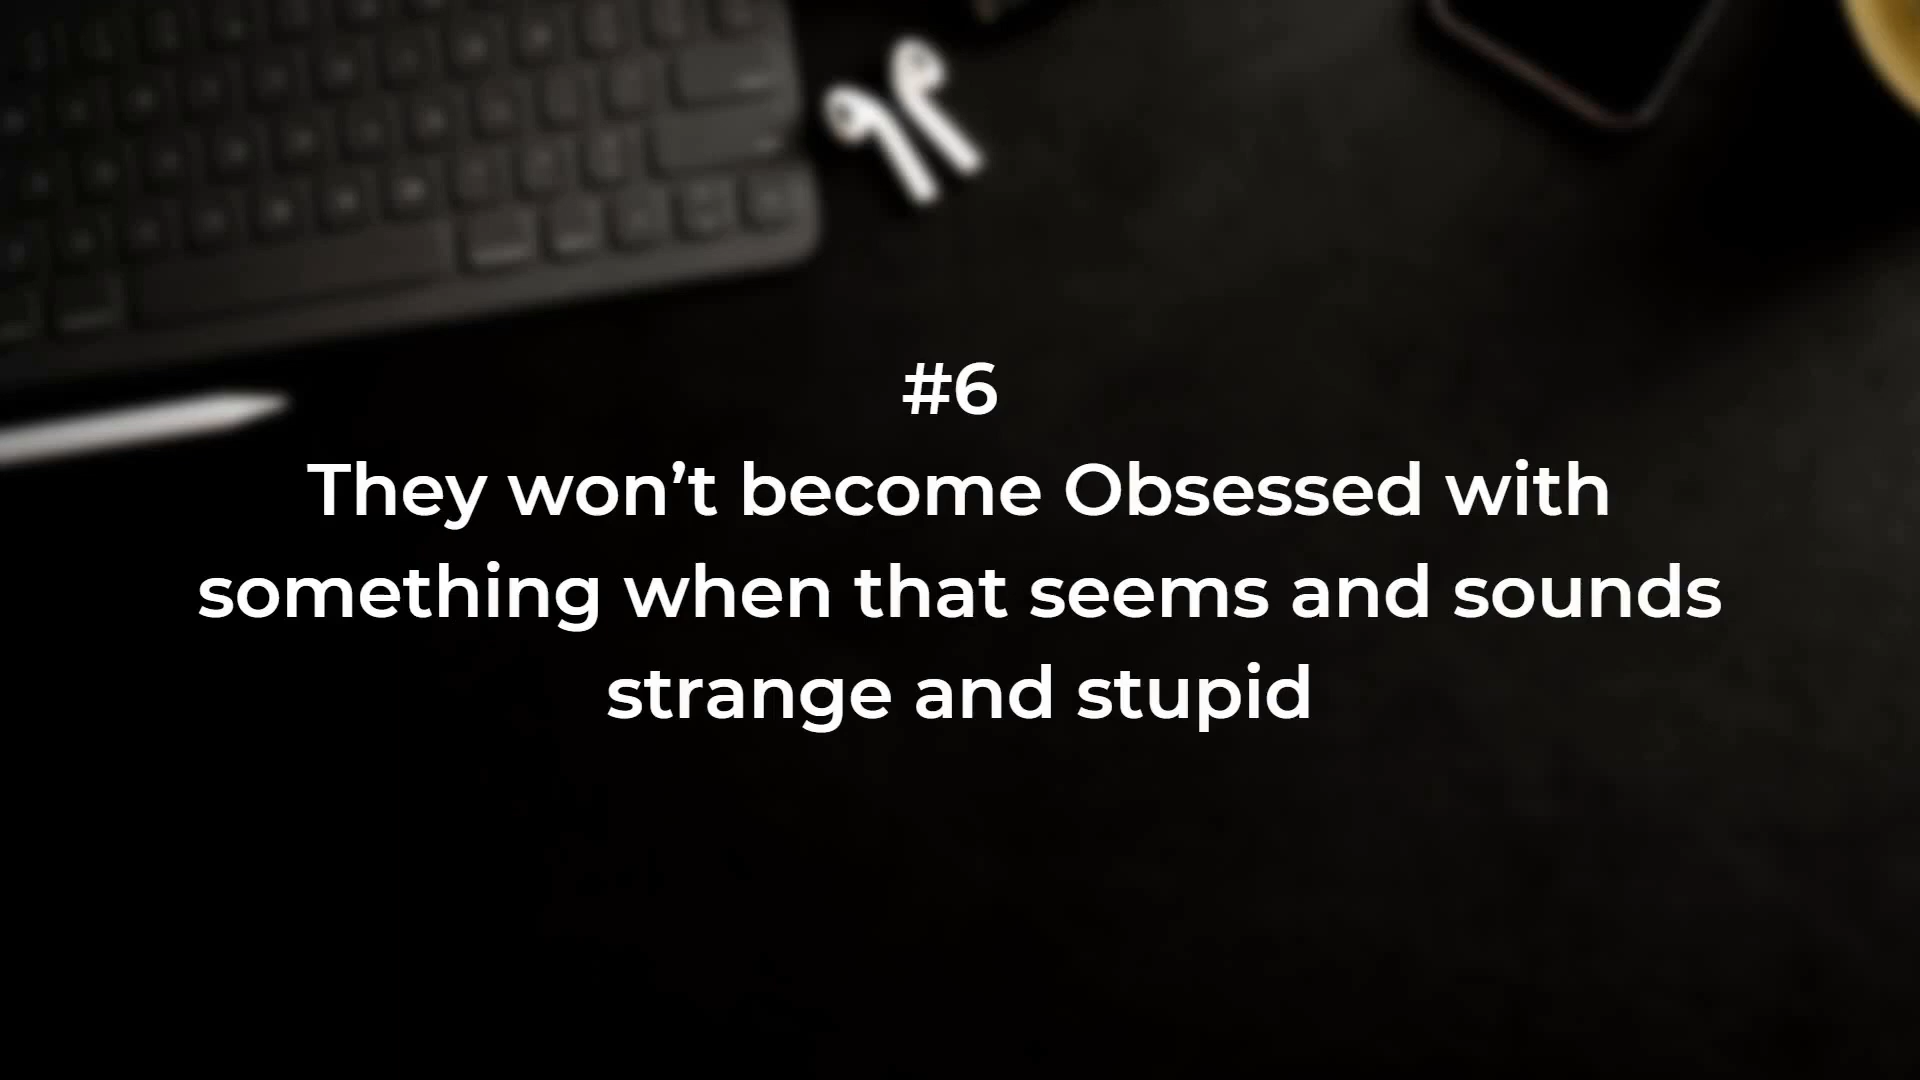 #6
They won’t become Obsessed with
something when that seems and sounds
strange and stupid